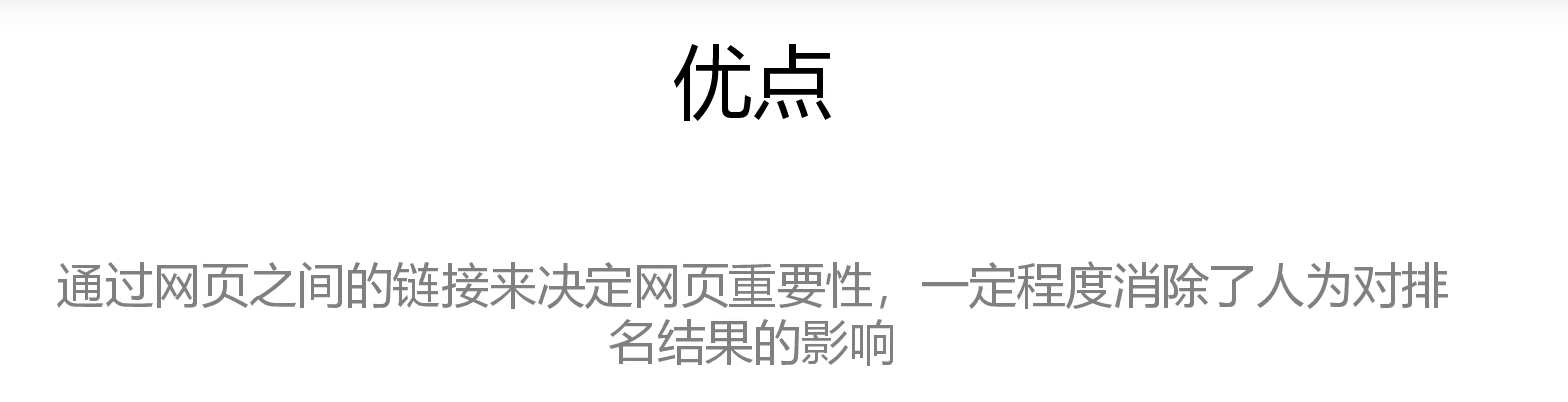 优点
通过网页之间的链接来决定网页重要性，一定程度消除了人为对排
名结果的影响